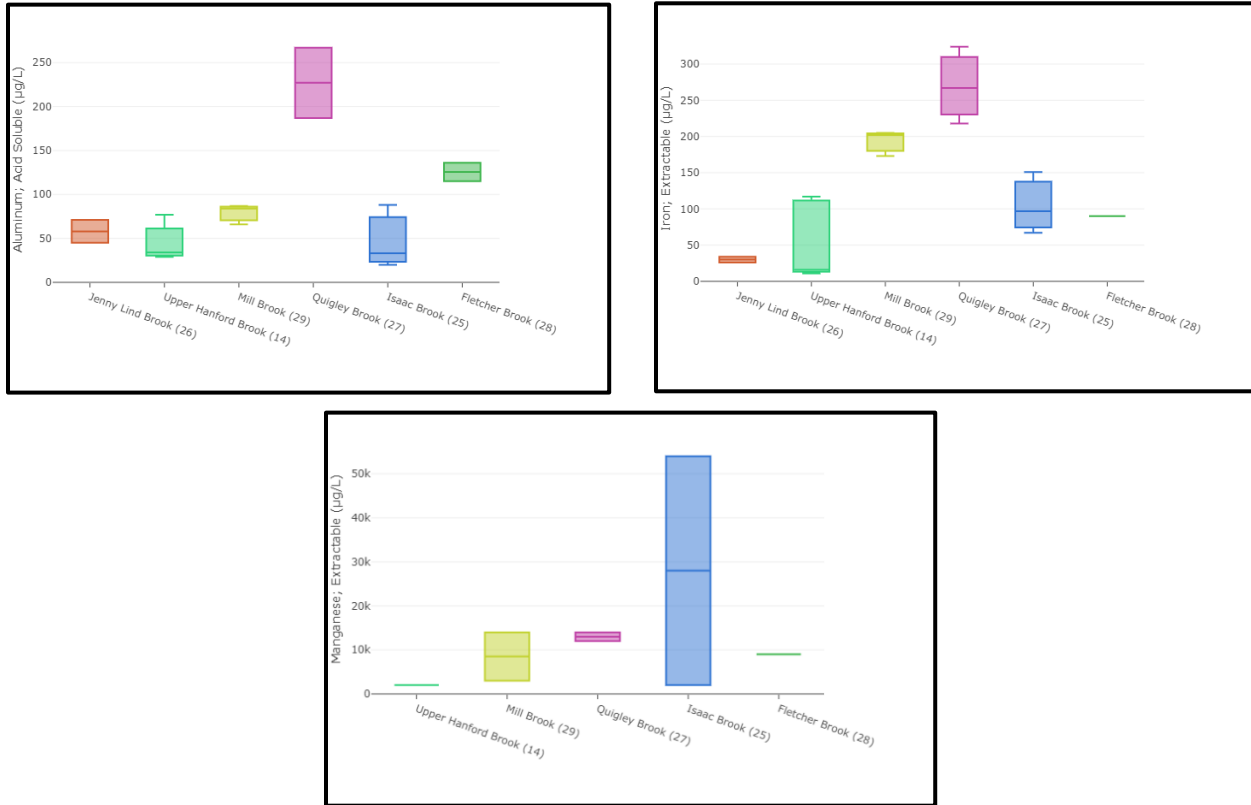 Aluminum; Acid Soluble (µg/L)
250
200
150
100
50
0
Jenny Lind Brook (26)
Upper Hanford Brook (14)
Mill Brook (29)
Quigley Brook (27)
Isaac Brook (25)
Fletcher Brook (28)
Iron; Extractable (µg/L)
300
250
200
150
100
50
0
Jenny Lind Brook (26)
Upper Hanford Brook (14)
Mill Brook (29)
Quigley Brook (27)
Isaac Brook (25)
Fletcher Brook (28)
Manganese; Extractable (µg/L)
50k
40k
30k
20k
10k
0
Upper Hanford Brook (14)
Mill Brook (29)
Quigley Brook (27)
Isaac Brook (25)
Fletcher Brook (28)